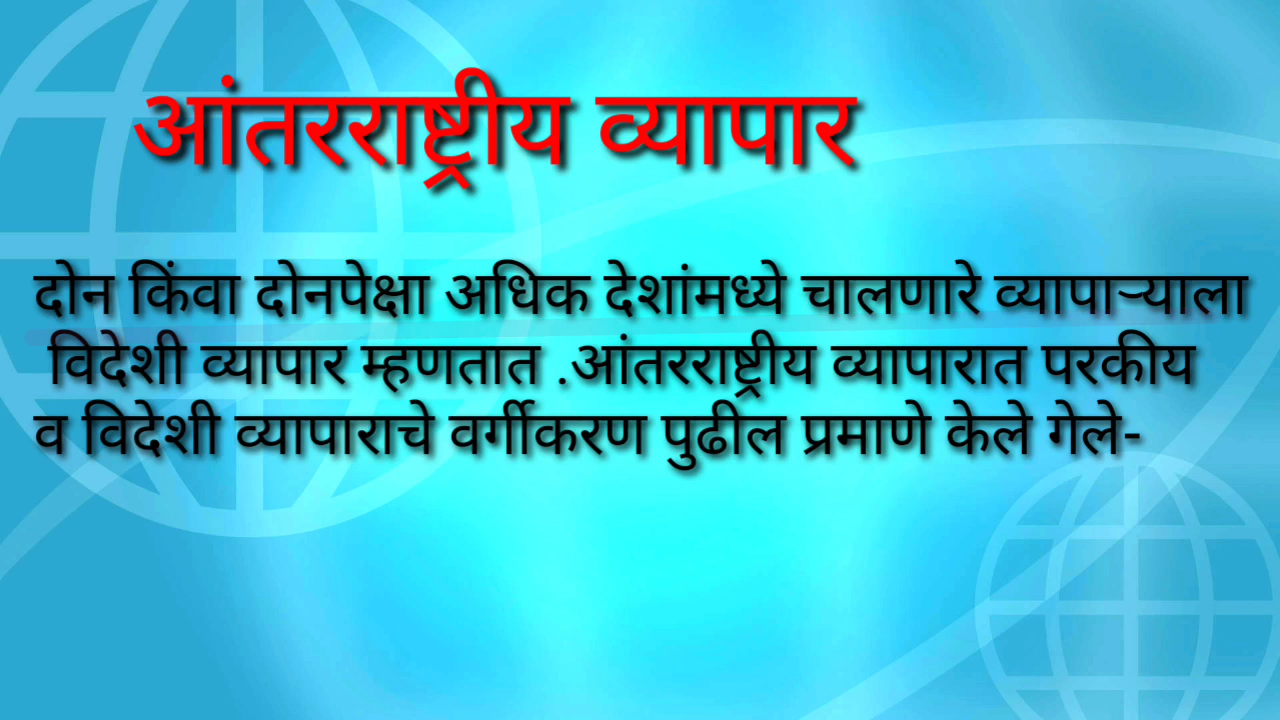 आंतरराष्ट्रीय व्यापार
दोन किंवा दोनपेक्षा अधिक देशांमध्ये चालणारे व्यापाऱ्याला
विदेशी व्यापार म्हणतात .आंतरराष्ट्रीय व्यापारात परकीय
व विदेशी व्यापाराचे वर्गीकरण पुढील प्रमाणे केले गेले-